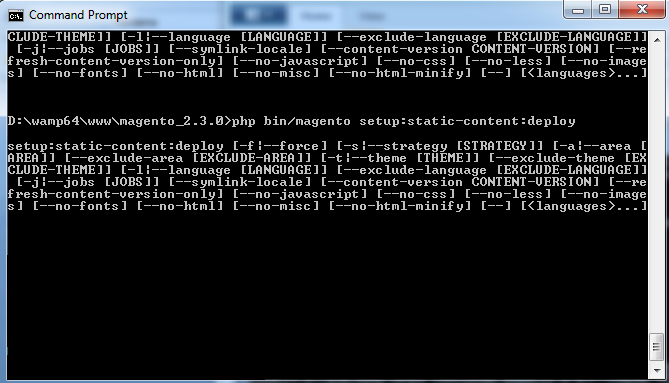 Command Prompt
CLUDE-THEME]] [-l¦--language [LANGUAGE]] [--exclude-language [EXCLUDE-LANGUAGE]]
[-j¦--jobs [JOBS]] [--symlink-locale] [--content-version CONTENT-VERSION] [--re
fresh-content-version-only] [--no-javascript] [--no-css] [--no-less] [--no-image
s] [--no-fonts] [--no-html] [--no-misc] [--no-html-minify] [--] [<languages>...]
D:\wamp64\www\magento_2.3.0>php bin/magento setup:static-content:deploy
setup:static-content:deploy [-f¦--force] [-s¦--strategy [STRATEGY]] [-a¦--area [
AREA]] [--exclude-area [EXCLUDE-AREA]] [-t¦--theme [THEME]] [--exclude-theme [EX
CLUDE-THEME]] [-l¦--language [LANGUAGE]] [--exclude-language [EXCLUDE-LANGUAGE]]
[-j¦--jobs [JOBS]] [--symlink-locale] [--content-version CONTENT-VERSION] [--re
fresh-content-version-only] [--no-javascript] [--no-css] [--no-less] [--no-image
s] [--no-fonts] [--no-html] [--no-misc] [--no-html-minify] [--] [<languages>...]